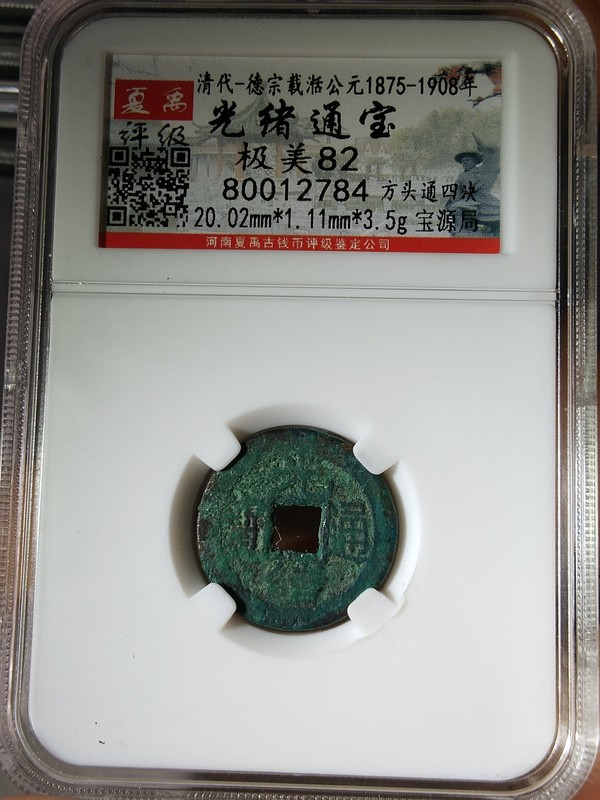 夏禹
评级
清代-德宗载湉公元1875-1908年
光绪通宝
极美82
80012784 方头通四决
20.02mm*1.11mm*3.5g 宝源局
河南夏禹古钱币评级鉴定公司